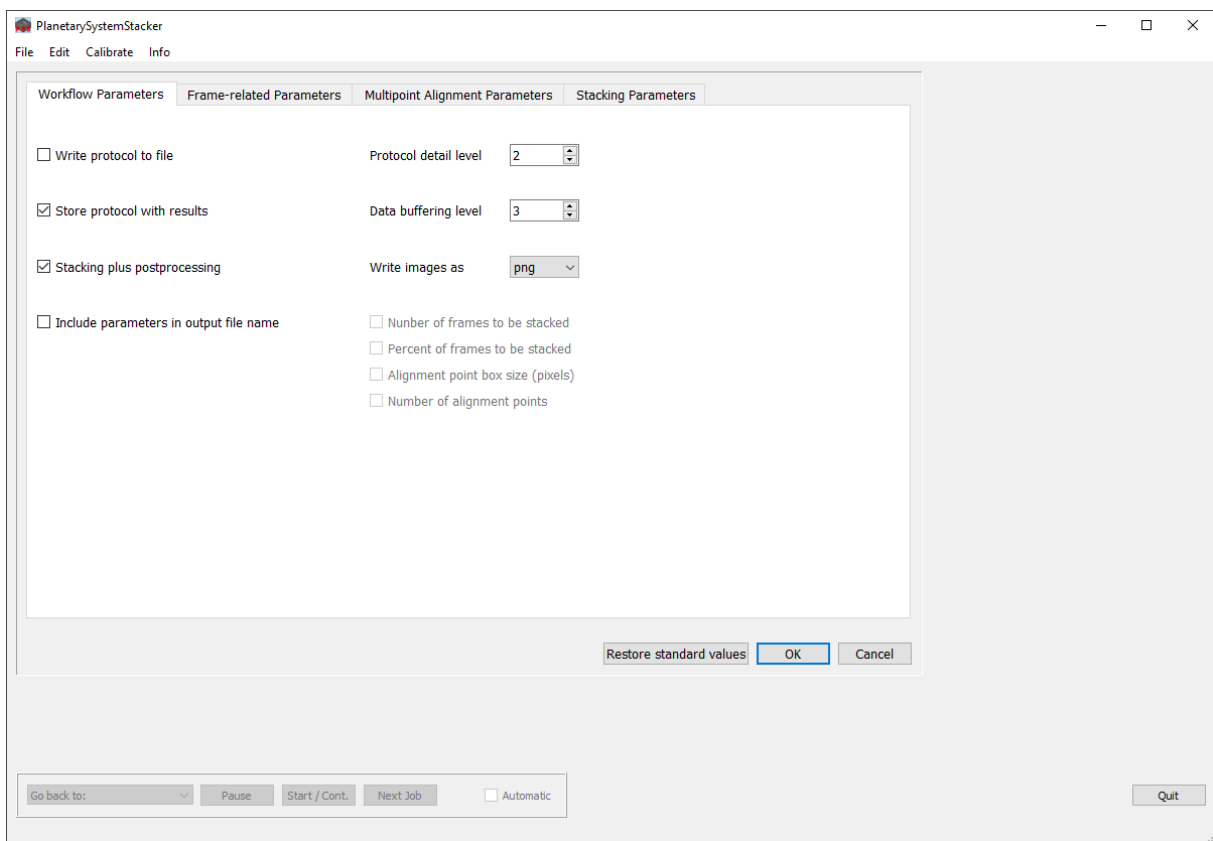 PlanetarySystemStacker
File Edit Calibrate Info
Workflow Parameters Frame-related Parameters Multipoint Alignment Parameters Stacking Parameters
Write protocol to file Protocol detail level 2
Store protocol with results Data buffering level 3
Stacking plus postprocessing Write images as png
Include parameters in output file name Nunber of frames to be stacked
Percent of frames to be stacked
Alignment point box size (pixels)
Number of alignment points
Restore standard values OK Cancel
Go back to: Pause Start / Cont. Next Job Automatic Quit